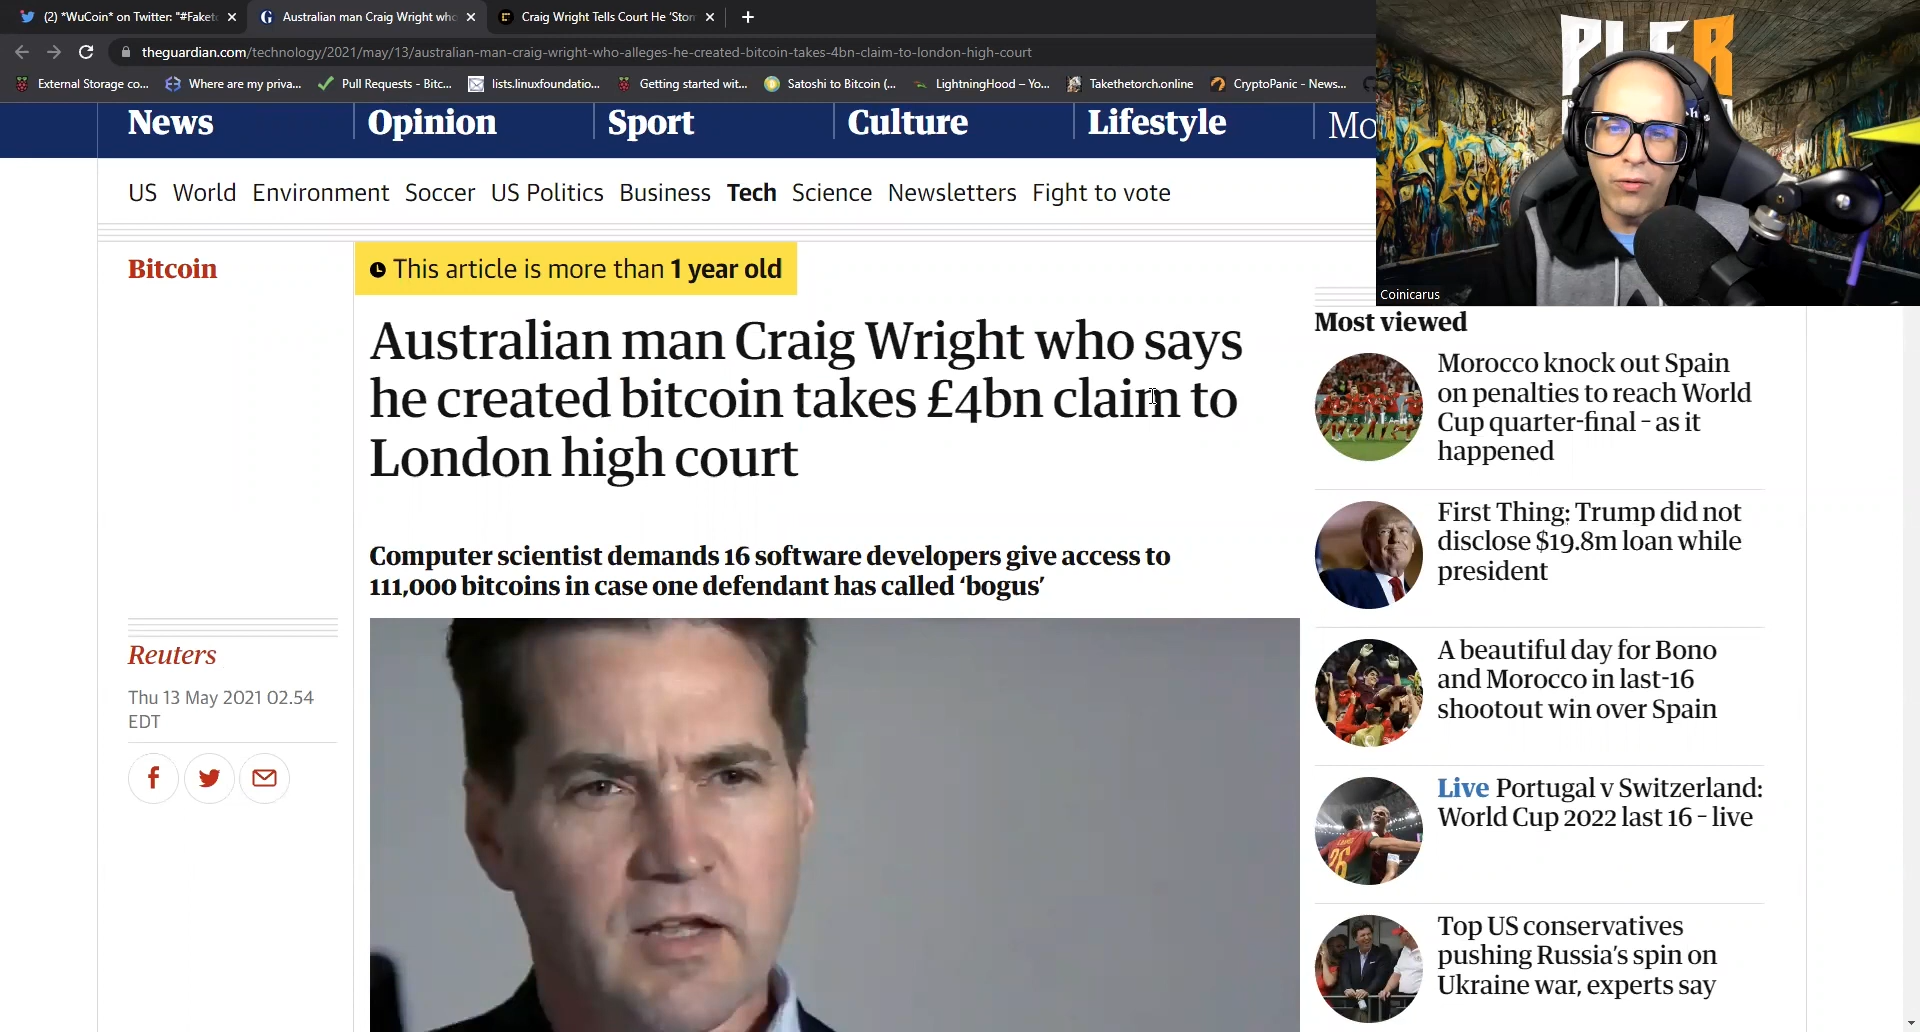 (2) *WuCoin* on Twitter: "#Faket
Australian man Craig Wright who
Craig Wright Tells Court He 'Ston
theguardian.com/technology/2021/may/13/australian-man-craig-wright-who-alleges-he-created-bitcoin-takes-4bn-claim-to-london-high-court
External Storage co...
Where are my priva...
Pull Requests - Bitc...
lists.linuxfoundatio...
Getting started wit...
Satoshi to Bitcoin (...
LightningHood – Yo...
Takethetorch.online
CryptoPanic - News...
News
Opinion
Sport
Culture
Lifestyle
Mo
US World Environment Soccer US Politics Business Tech Science Newsletters Fight to vote
Coinicarus
Bitcoin
This article is more than 1 year old
Australian man Craig Wright who says
he created bitcoin takes £4bn claim to
London high court
Computer scientist demands 16 software developers give access to
111,000 bitcoins in case one defendant has called ‘bogus’
Reuters
Thu 13 May 2021 02.54
EDT
Most viewed
Morocco knock out Spain
on penalties to reach World
Cup quarter-final – as it
happened
First Thing: Trump did not
disclose $19.8m loan while
president
A beautiful day for Bono
and Morocco in last-16
shootout win over Spain
Live Portugal v Switzerland:
World Cup 2022 last 16 – live
Top US conservatives
pushing Russia’s spin on
Ukraine war, experts say